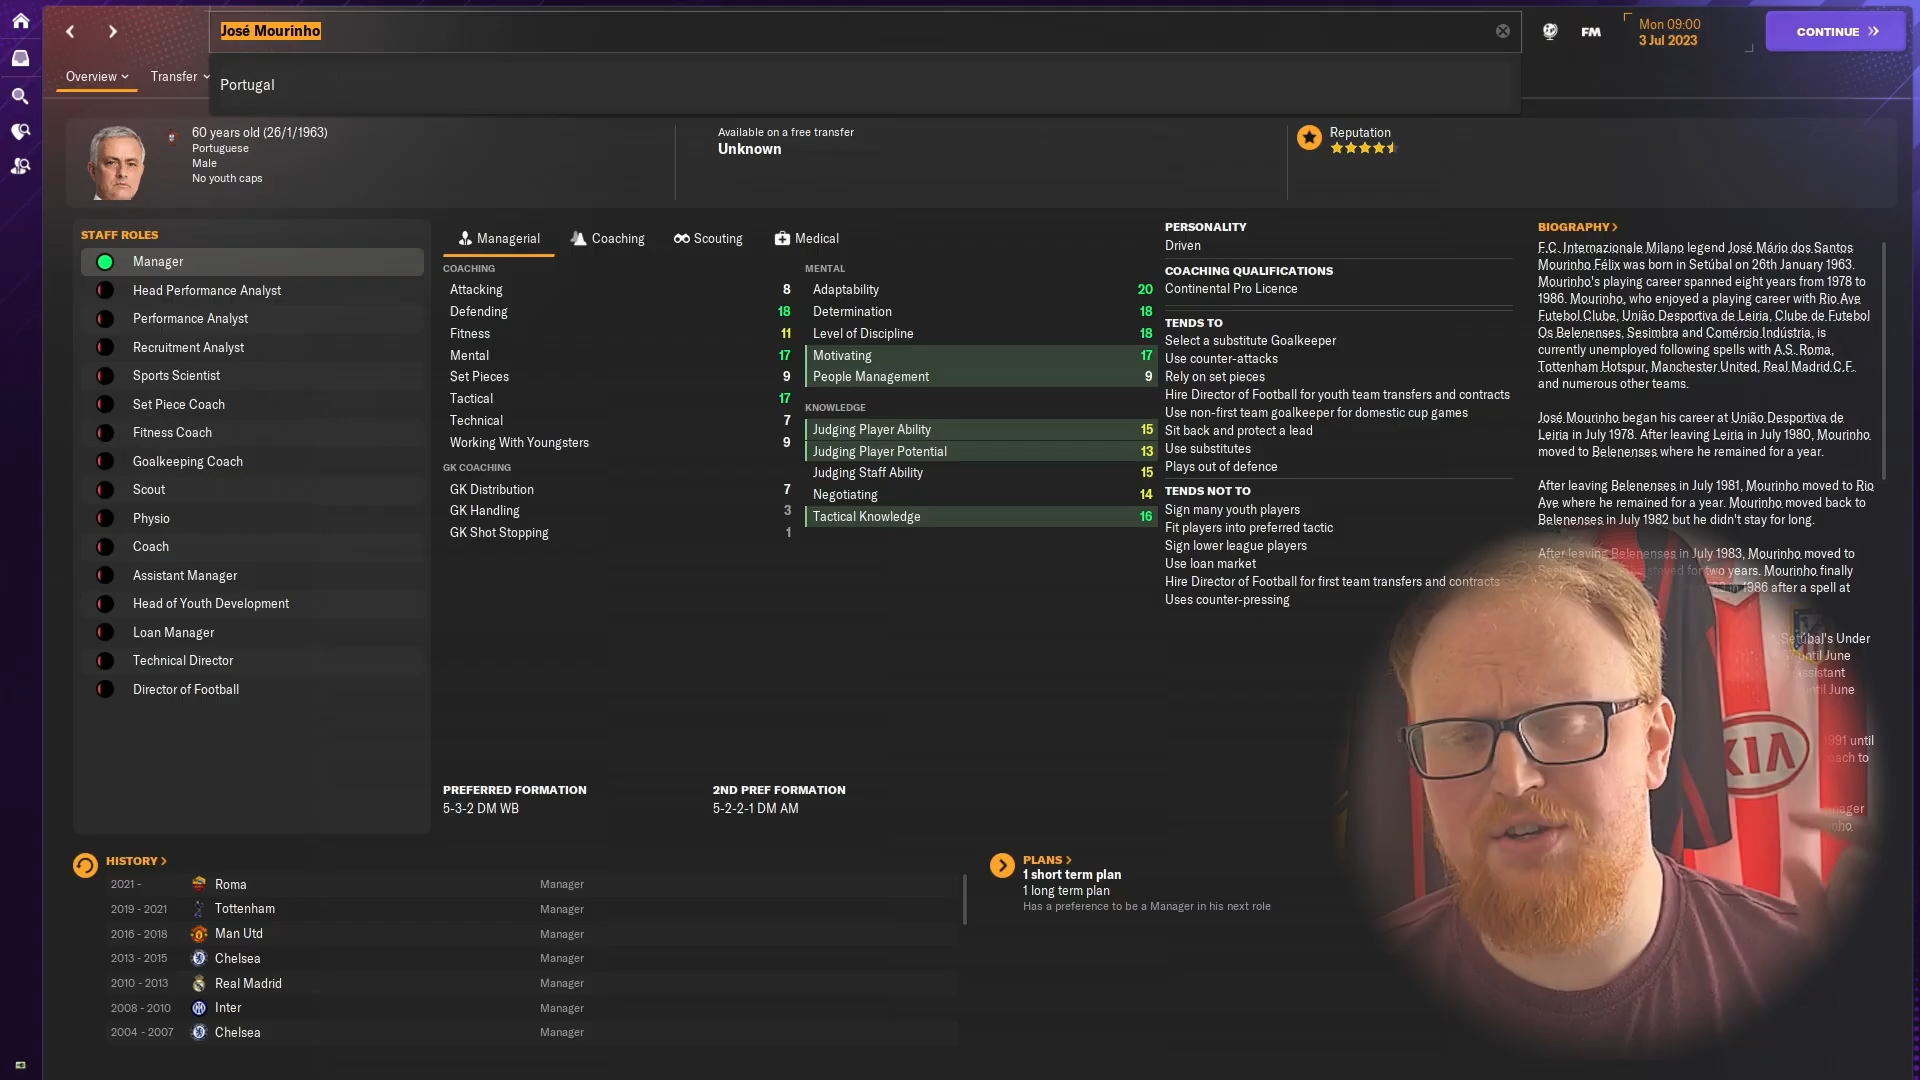 José Mourinho
FM
Mon 09:00
3 Jul 2023
CONTINUE
Overview
Transfer
Portugal
60 years old (26/1/1963)
Portuguese
Male
No youth caps
Available on a free transfer
Unknown
Reputation
STAFF ROLES
Manager
Head Performance Analyst
Performance Analyst
Recruitment Analyst
Sports Scientist
Set Piece Coach
Fitness Coach
Goalkeeping Coach
Scout
Physio
Coach
Assistant Manager
Head of Youth Development
Loan Manager
Technical Director
Director of Football
Managerial
Coaching
Scouting
Medical
COACHING
Attacking 8
Defending 18
Fitness 11
Mental 17
Set Pieces 9
Tactical 17
Technical 7
Working With Youngsters 9
GK COACHING
GK Distribution 7
GK Handling 3
GK Shot Stopping 1
MENTAL
Adaptability 20
Determination 18
Level of Discipline 18
Motivating 17
People Management 9
KNOWLEDGE
Judging Player Ability 15
Judging Player Potential 13
Judging Staff Ability 15
Negotiating 14
Tactical Knowledge 16
PERSONALITY
Driven
COACHING QUALIFICATIONS
Continental Pro Licence
TENDS TO
Select a substitute Goalkeeper
Use counter-attacks
Rely on set pieces
Hire Director of Football for youth team transfers and contracts
Use non-first team goalkeeper for domestic cup games
Sit back and protect a lead
Use substitutes
Plays out of defence
TENDS NOT TO
Sign many youth players
Fit players into preferred tactic
Sign lower league players
Use loan market
Hire Director of Football for first team transfers and contracts
Uses counter-pressing
BIOGRAPHY
F.C. Internazionale Milano legend José Mário dos Santos
Mourinho Félix was born in Setúbal on 26th January 1963.
Mourinho's playing career spanned eight years from 1978 to
1986. Mourinho, who enjoyed a playing career with Rio Ave
Futebol Clube, União Desportiva de Leiria, Clube de Futebol
Os Belenenses, Sesimbra and Comércio Indústria, is
currently unemployed following spells with A.S. Roma,
Tottenham Hotspur, Manchester United, Real Madrid C.F.
and numerous other teams.
José Mourinho began his career at União Desportiva de
Leiria in July 1978. After leaving Leiria in July 1980, Mourinho
moved to Belenenses where he remained for a year.
After leaving Belenenses in July 1981, Mourinho moved to Rio
Ave where he remained for a year. Mourinho moved back to
Belenenses in July 1982 but he didn't stay for long.
After leaving Belenenses in July 1983, Mourinho moved to
stayed for two years. Mourinho finally
in 1986 after a spell at
Setúbal's Under
until June
until June
1991 until
KIA
PREFERRED FORMATION
5-3-2 DM WB
2ND PREF FORMATION
5-2-2-1 DM AM
HISTORY
2021 - Roma Manager
2019 - 2021 Tottenham Manager
2016 - 2018 Man Utd Manager
2013 - 2015 Chelsea Manager
2010 - 2013 Real Madrid Manager
2008 - 2010 Inter Manager
2004 - 2007 Chelsea Manager
PLANS
1 short term plan
1 long term plan
Has a preference to be a Manager in his next role